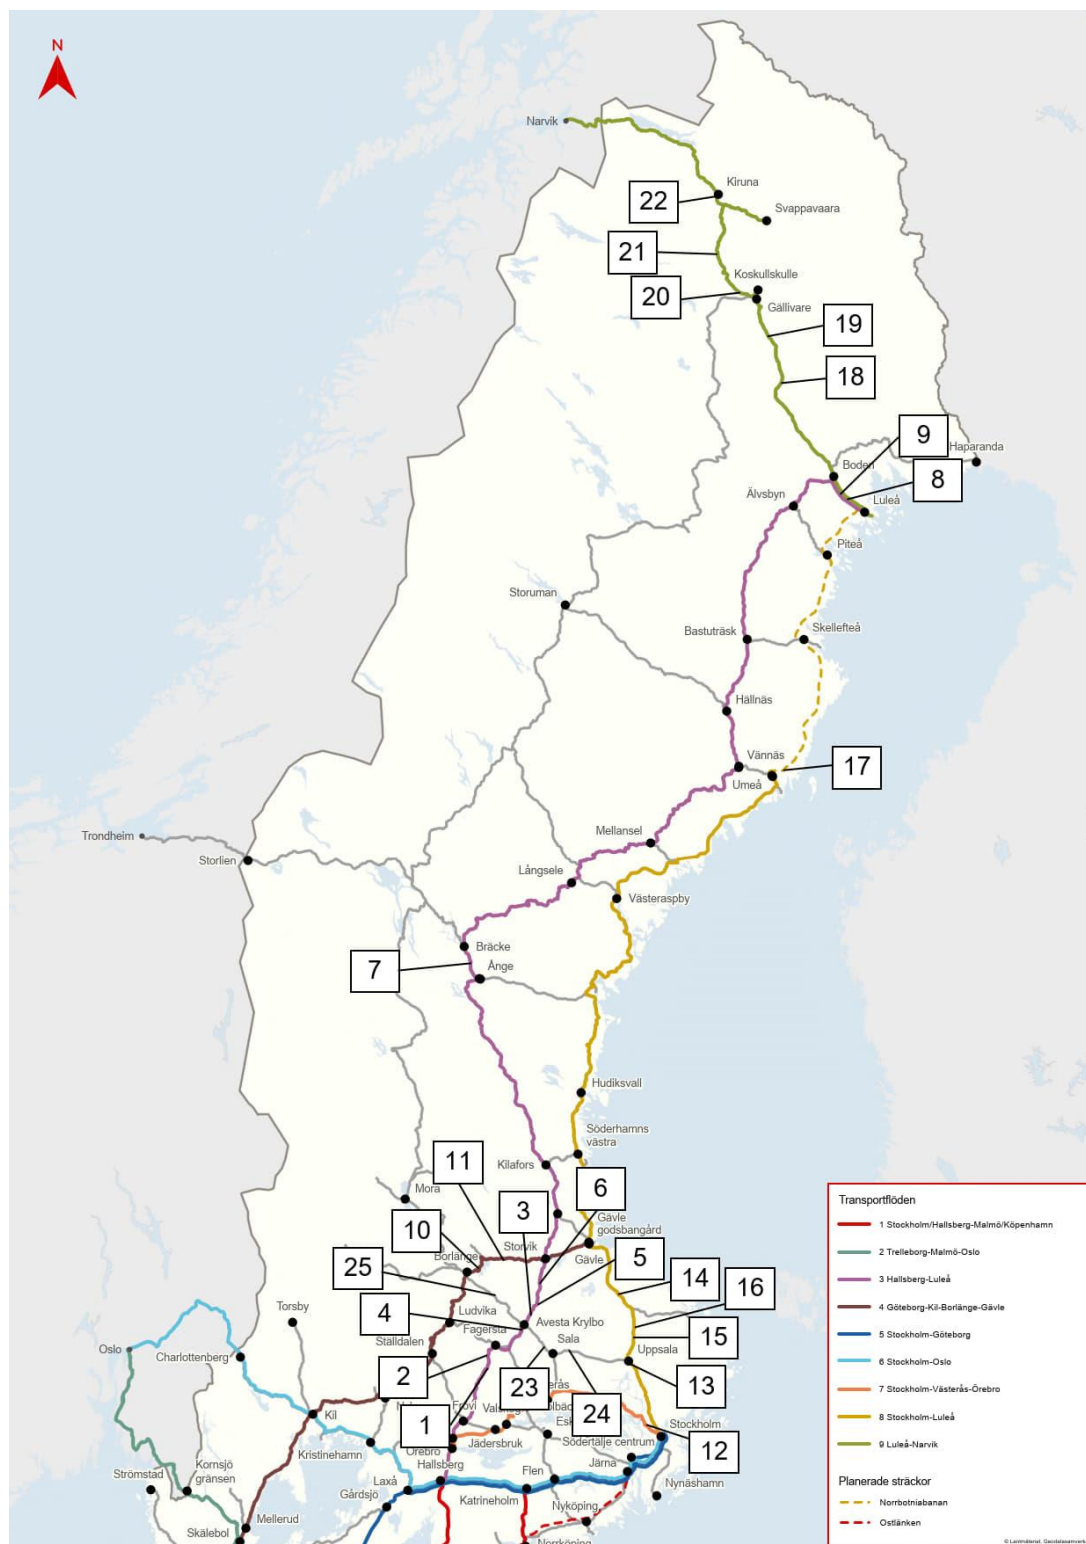 N
Narvik
Kiruna
22
Svappavaara
21
Koskullskulle
20
Gällivare
19
18
9
Haparanda
Boden
8
Älvsbyn
Luleå
Piteå
Storuman
Bastuträsk
Skellefteå
Hällnäs
Vännäs
17
Umeå
Trondheim
Mellansel
Storlien
Långsele
Västeraspby
Bräcke
7
Ånge
Hudiksvall
Söderhamns
västra
11
Kilafors
6
Mora
3
Gävle
godsbangård
10
Storvik
Borlänge
Gävle
5
25
14
16
Torsby
4
Ludvika
Avesta Krylbo
Fagersta
Sala
15
Oslo
Ställdalen
Uppsala
Charlottenberg
2
23
13
24
Kil
Frövi
1
Stockholm
Jädersbruk
Södertälje centrum
12
Kristinehamn
Örebro
Hallsberg
Flen
Järna
Strömstad
Kornsjö
gränsen
Laxå
Gårdsjö
Katrineholm
Nynäshamn
Nyköping
Mellerud
Skälebol
Norrköping
Transportflöden
1 Stockholm/Hallsberg-Malmö/Köpenhamn
2 Trelleborg-Malmö-Oslo
3 Hallsberg-Luleå
4 Göteborg-Kil-Borlänge-Gävle
5 Stockholm-Göteborg
6 Stockholm-Oslo
7 Stockholm-Västerås-Örebro
8 Stockholm-Luleå
9 Luleå-Narvik
Planerade sträckor
Norrbotniabanan
Ostlänken